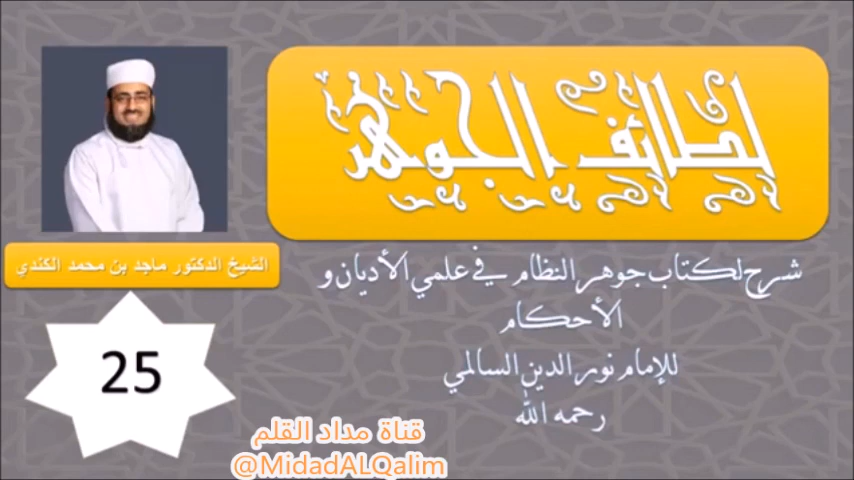 لطائف الجوهر
الشيخ الدكتور ماجد بن محمد الكندي
شرح لكتاب جوهر النظام في علمي الأديان و
الأحكام
للإمام نور الدين السالمي
رحمه الله
25
قناة مداد القلم
@MidadALQalim